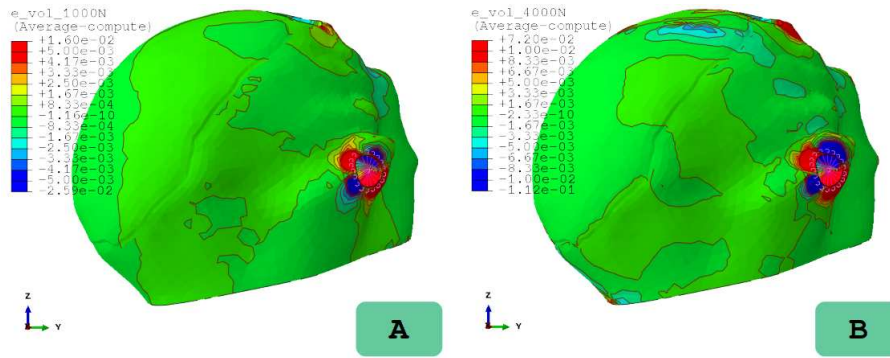 e_vol_1000N
(Average-compute)
+1.60e-02
+5.00e-03
+4.17e-03
+3.33e-03
+2.50e-03
+1.67e-03
+8.33e-04
-1.16e-10
-8.33e-04
-1.67e-03
-2.50e-03
-3.33e-03
-4.17e-03
-5.00e-03
-2.59e-02
Z
Y
A
e_vol_4000N
(Average-compute)
+7.20e-02
+1.00e-02
+8.33e-03
+6.67e-03
+5.00e-03
+3.33e-03
+1.67e-03
-2.33e-10
-1.67e-03
-3.33e-03
-5.00e-03
-6.67e-03
-8.33e-03
-1.00e-02
-1.12e-01
Z
Y
B